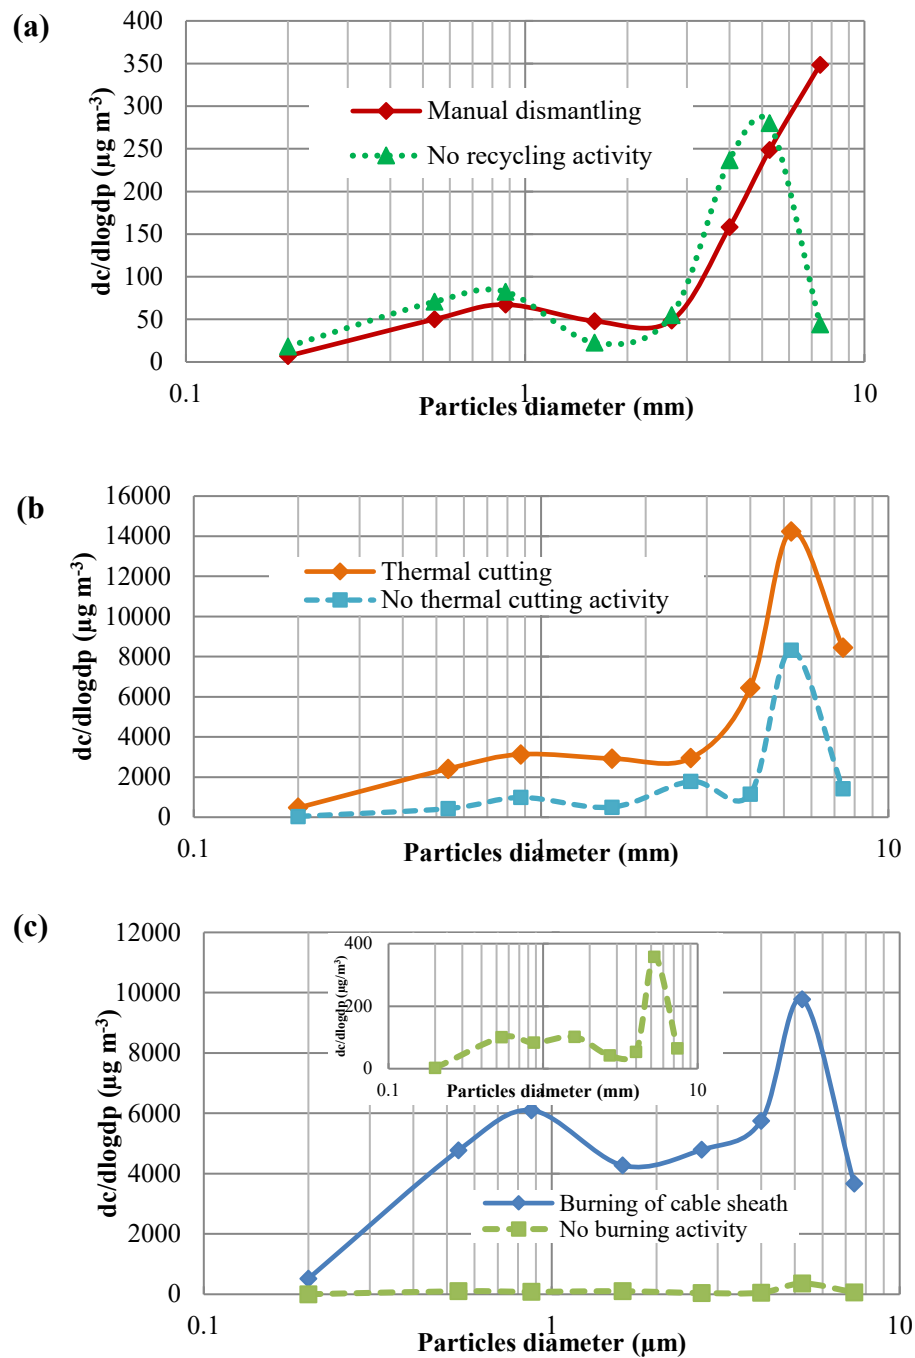 (a)
400
350
300
250
200
150
100
50
0
dc/dlogdp (µg m-3)
Manual dismantling
No recycling activity
0.1
1
10
Particles diameter (mm)
(b
16000
14000
12000
10000
8000
6000
4000
2000
0
dc/dlogdp (µg m-3)
Thermal cutting
No thermal cutting activity
0.1
1
10
Particles diameter (mm)
(c)
12000
10000
8000
6000
4000
2000
0
dc/dlogdp (µg m-3)
400
200
0
dc/dlogdp (µg/m³)
0.1
10
Particles diameter (mm)
Burning of cable sheath
No burning activity
0.1
1
10
Particles diameter (µm)